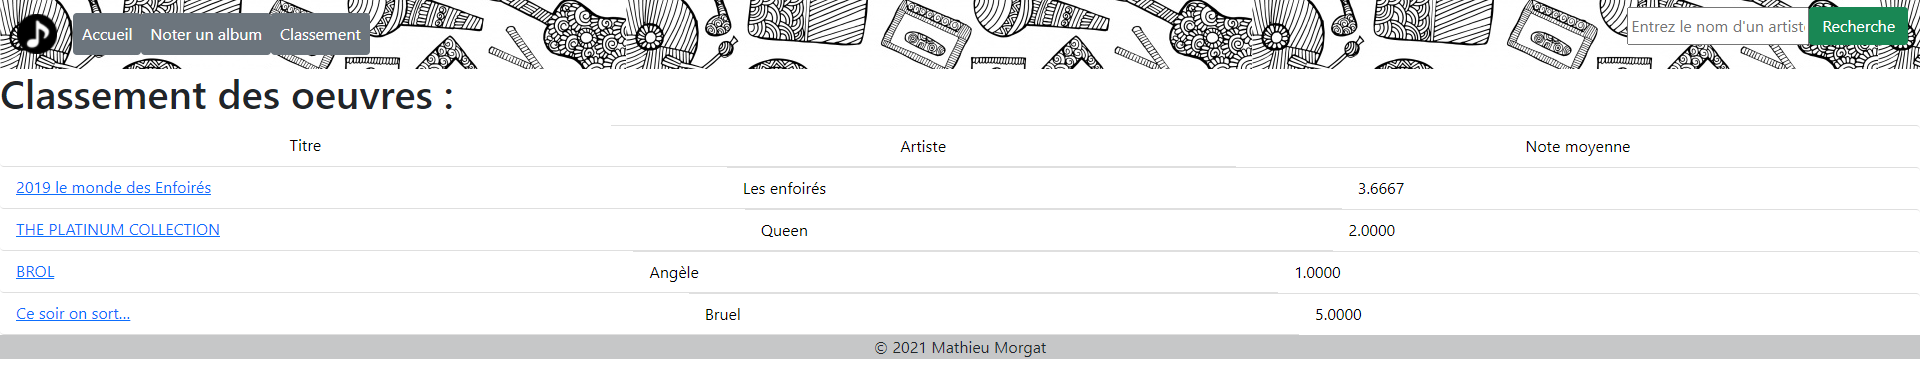 Accueil Noter un album Classement Entrez le nom d'un artist Recherche
Classement des oeuvres :
Titre Artiste Note moyenne
2019 le monde des Enfoirés Les enfoirés 3.6667
THE PLATINUM COLLECTION Queen 2.0000
BROL Angèle 1.0000
Ce soir on sort... Bruel 5.0000
© 2021 Mathieu Morgat